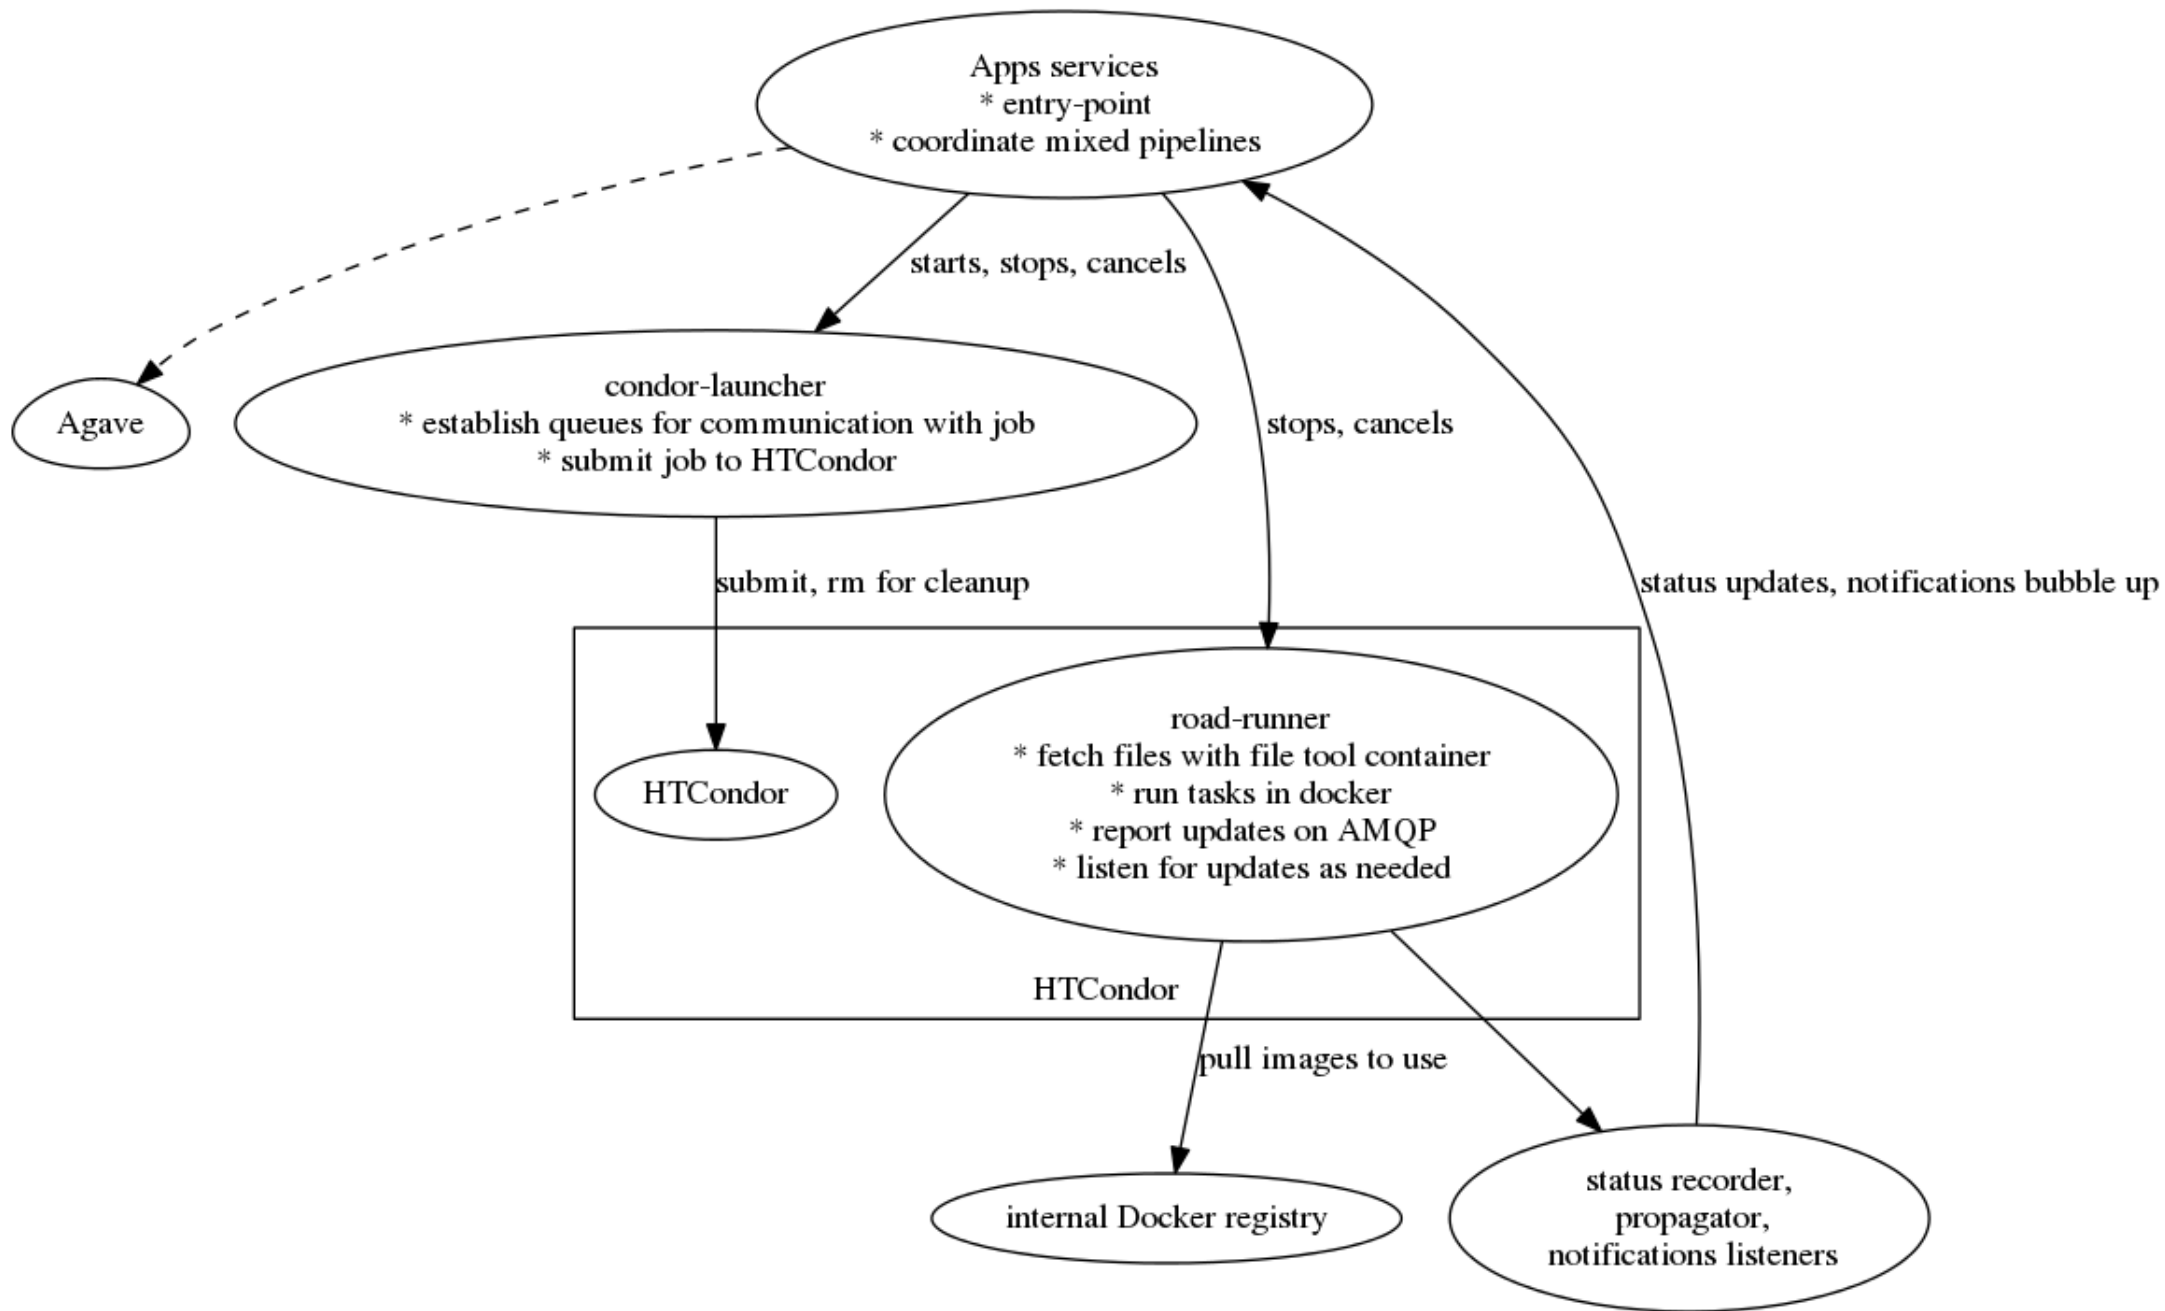 Apps services
* entry-point
* coordinate mixed pipelines
starts, stops, cancels
Agave
condor-launcher
* establish queues for communication with job
* submit job to HTCondor
stops, cancels
submit, rm for cleanup
status updates, notifications bubble up
HTCondor
road-runner
* fetch files with file tool container
* run tasks in docker
* report updates on AMQP
* listen for updates as needed
HTCondor
pull images to use
internal Docker registry
status recorder,
propagator,
notifications listeners